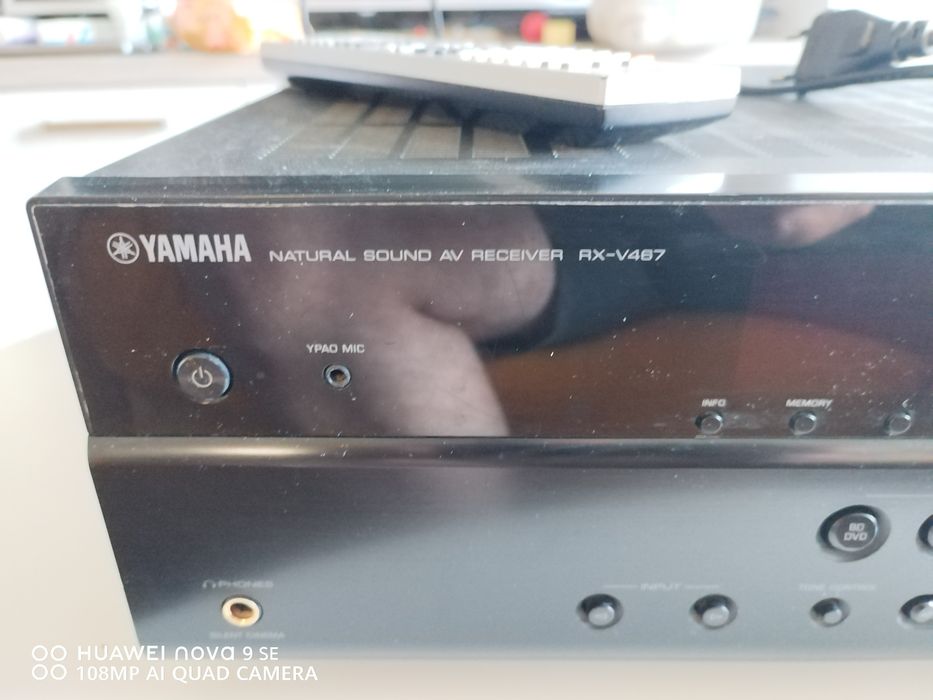 YAMAHA NATURAL SOUND AV RECEIVER RX-V467
YPAO MIC
INFO MEMORY
BD
DVD
PHONES
INPUT
TONE CONTROL
SILENT CINEMA
HUAWEI nova 9 SE
108MP AI QUAD CAMERA